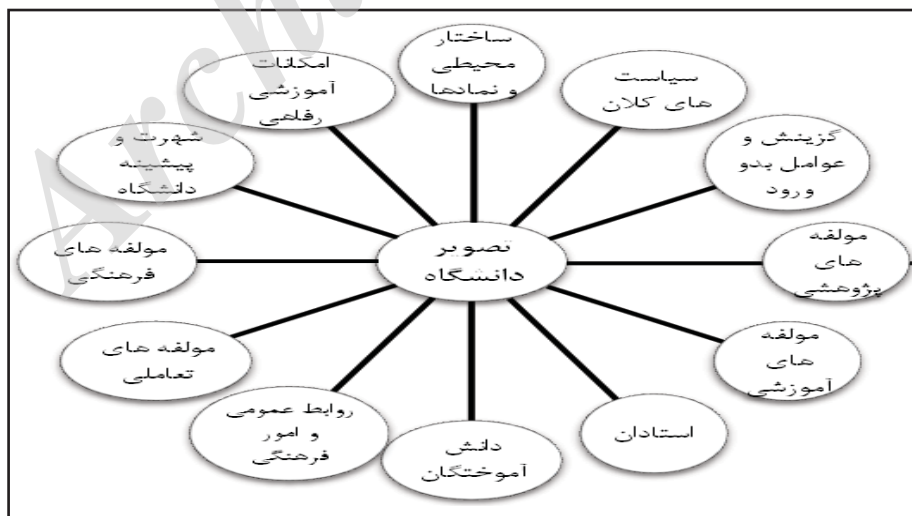 ساختار
محیطی
و نمادها
سیاست
های کلان
گزینش و
عوامل بدو
ورود
مولفه
های
پژوهشی
مولفه
های
آموزشی
استادان
دانش
آموختگان
روابط عمومی
و امور
فرهنگی
مولفه های
تعاملی
مولفه های
فرهنگی
شهرت و
پیشینه
دانشگاه
امکانات
آموزشی
رفاهی
تصویر
دانشگاه
Archi